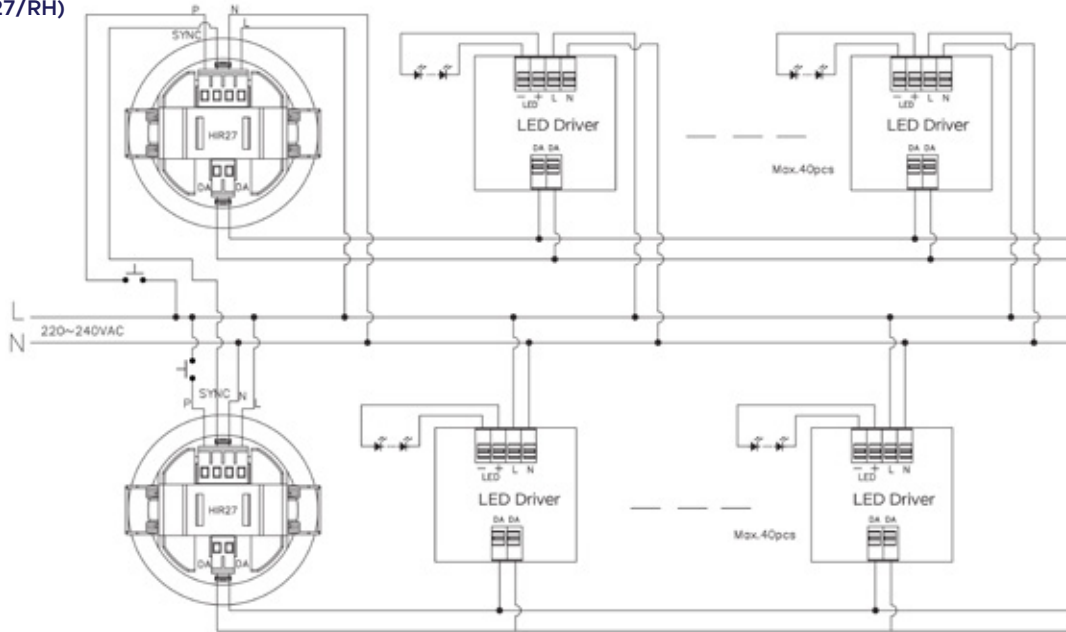 27/RH)
P N
SYNC L
HIR27
DA DA
- + L N
LED
LED Driver
DA DA
Max.40pcs
- + L N
LED
LED Driver
DA DA
L
220~240VAC
N
SYNC N
P L
HIR27
DA DA
- + L N
LED
LED Driver
DA DA
Max.40pcs
- + L N
LED
LED Driver
DA DA